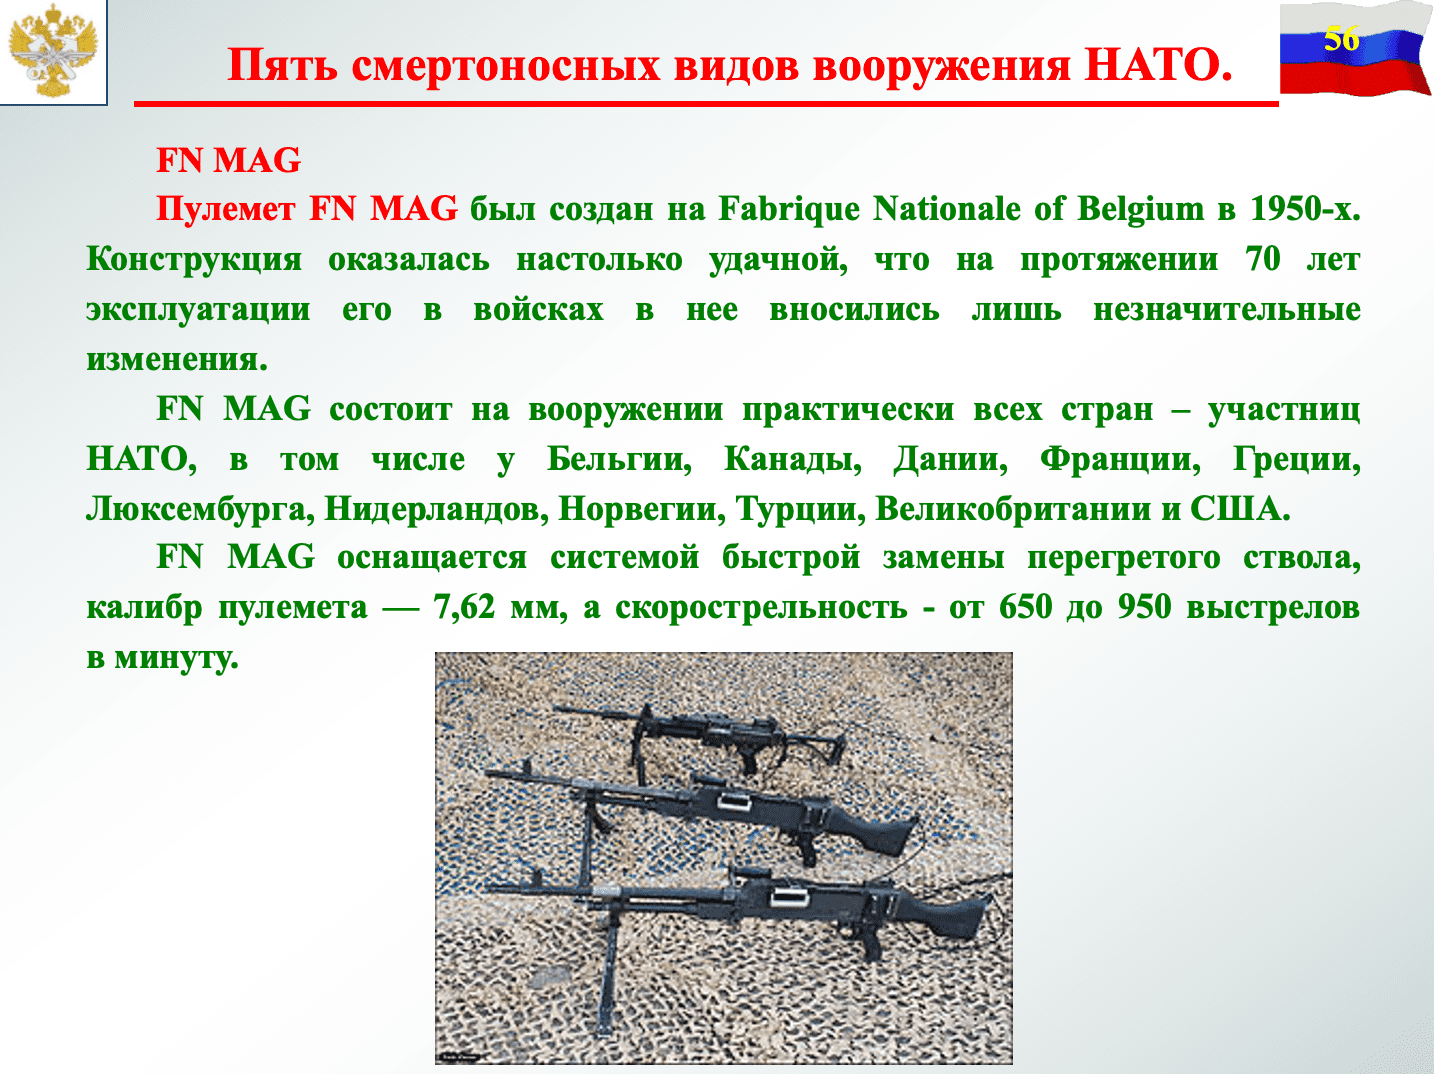 56
Пять смертоносных видов вооружения НАТО.
FN MAG
Пулемет FN MAG был создан на Fabrique Nationale of Belgium в 1950-х.
Конструкция оказалась настолько удачной, что на протяжении 70 лет
эксплуатации его в войсках в нее вносились лишь незначительные
изменения.
FN MAG состоит на вооружении практически всех стран – участниц
НАТО, в том числе у Бельгии, Канады, Дании, Франции, Греции,
Люксембурга, Нидерландов, Норвегии, Турции, Великобритании и США.
FN MAG оснащается системой быстрой замены перегретого ствола,
калибр пулемета — 7,62 мм, а скорострельность - от 650 до 950 выстрелов
в минуту.